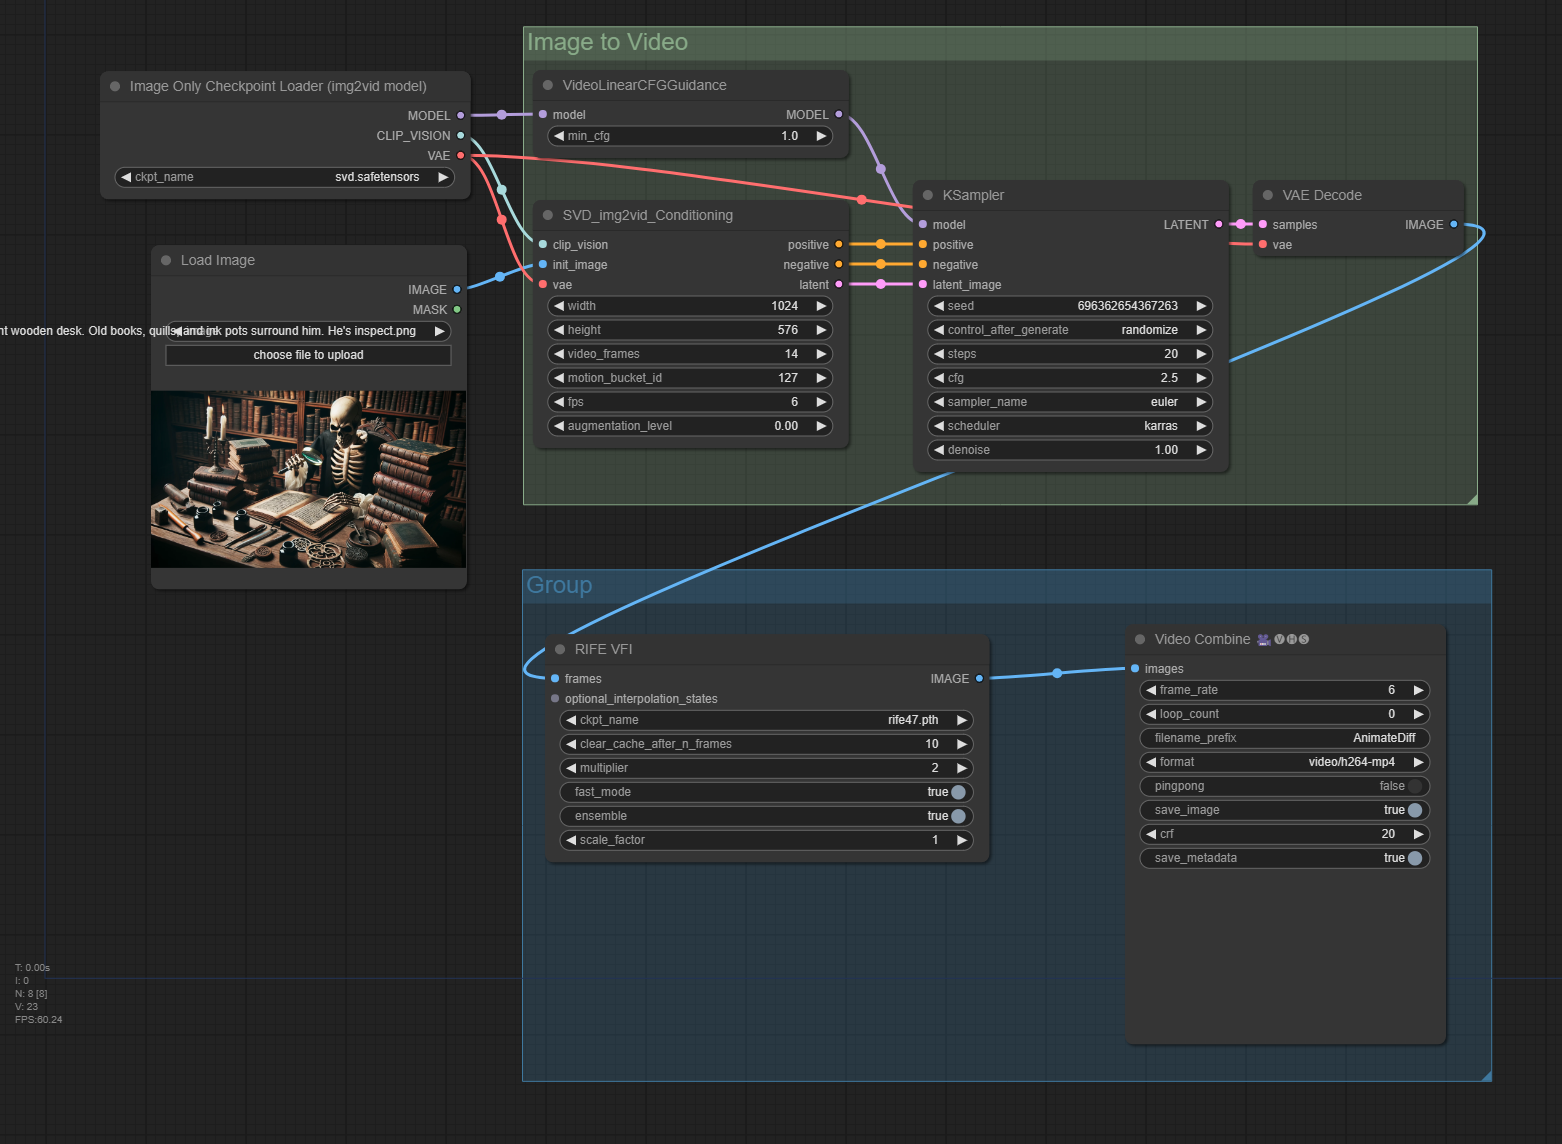 Image to Video
Image Only Checkpoint Loader (img2vid model)
MODEL
CLIP_VISION
VAE
ckpt_name svd.safetensors
Load Image
IMAGE
MASK
nt wooden desk. Old books, quills and ink pots surround him. He's inspect.png
choose file to upload
VideoLinearCFGGuidance
model MODEL
min_cfg 1.0
SVD_img2vid_Conditioning
clip_vision positive
init_image negative
vae latent
width 1024
height 576
video_frames 14
motion_bucket_id 127
fps 6
augmentation_level 0.00
KSampler
model LATENT
positive
negative
latent_image
seed 696362654367263
control_after_generate randomize
steps 20
cfg 2.5
sampler_name euler
scheduler karras
denoise 1.00
VAE Decode
samples IMAGE
vae
Group
RIFE VFI
frames IMAGE
optional_interpolation_states
ckpt_name rife47.pth
clear_cache_after_n_frames 10
multiplier 2
fast_mode true
ensemble true
scale_factor 1
Video Combine 🎥🅥🅗🅢
images
frame_rate 6
loop_count 0
filename_prefix AnimateDiff
format video/h264-mp4
pingpong false
save_image true
crf 20
save_metadata true
T: 0.00s
I: 0
N: 8 [8]
V: 23
FPS:60.24